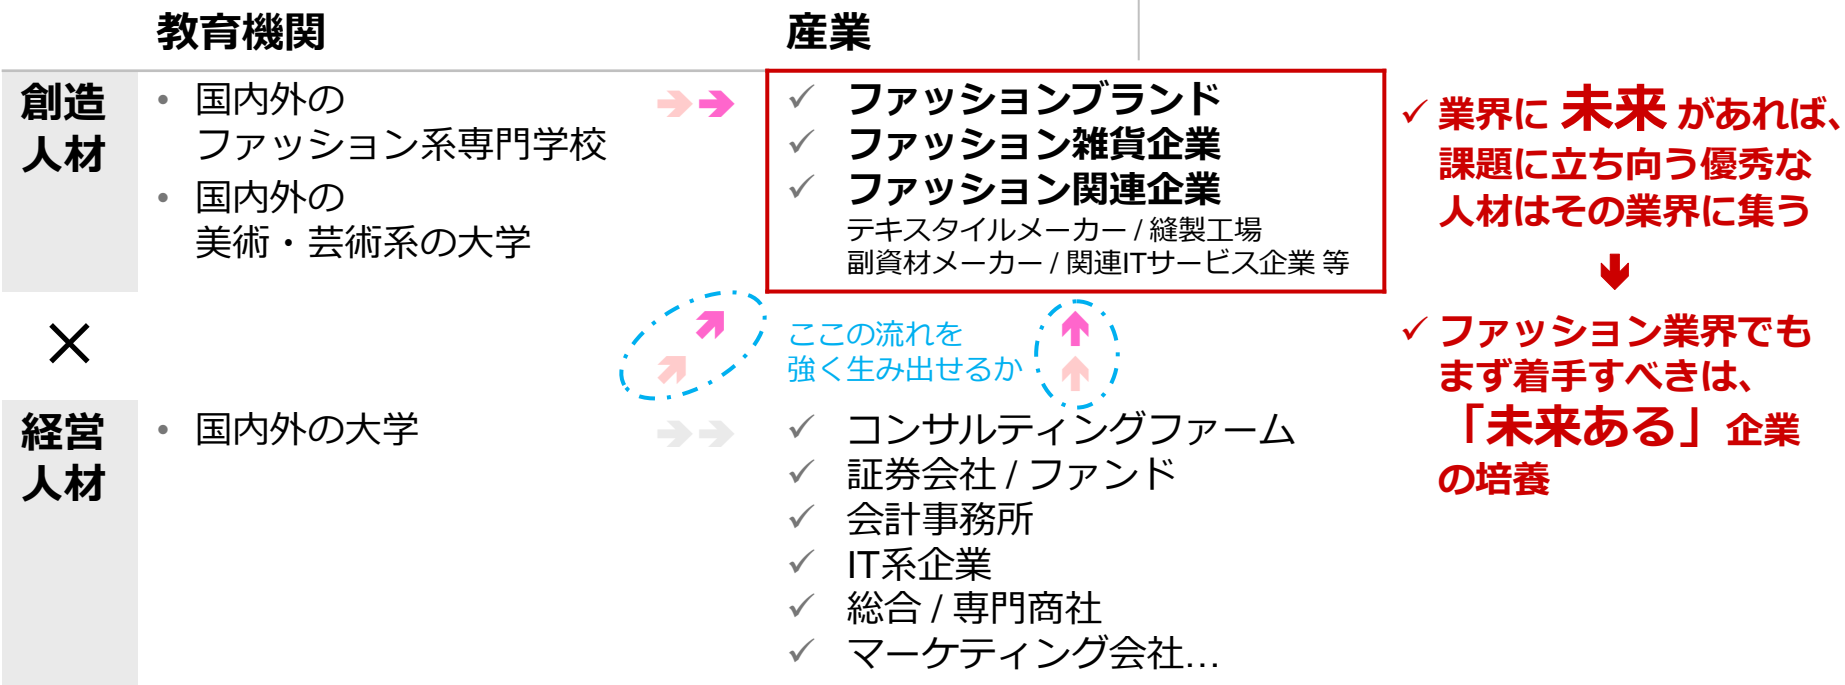 教育機関
産業
創造
人材
• 国内外の
ファッション系専門学校
• 国内外の
美術・芸術系の大学
✓ ファッションブランド
✓ ファッション雑貨企業
✓ ファッション関連企業
テキスタイルメーカー / 縫製工場
副資材メーカー / 関連ITサービス企業 等
✓ 業界に 未来 があれば、
課題に立ち向う優秀な
人材はその業界に集う
×
ここの流れを
強く生み出せるか
✓ ファッション業界でも
まず着手すべきは、
「未来ある」企業
の培養
経営
人材
• 国内外の大学
✓ コンサルティングファーム
✓ 証券会社 / ファンド
✓ 会計事務所
✓ IT系企業
✓ 総合 / 専門商社
✓ マーケティング会社…